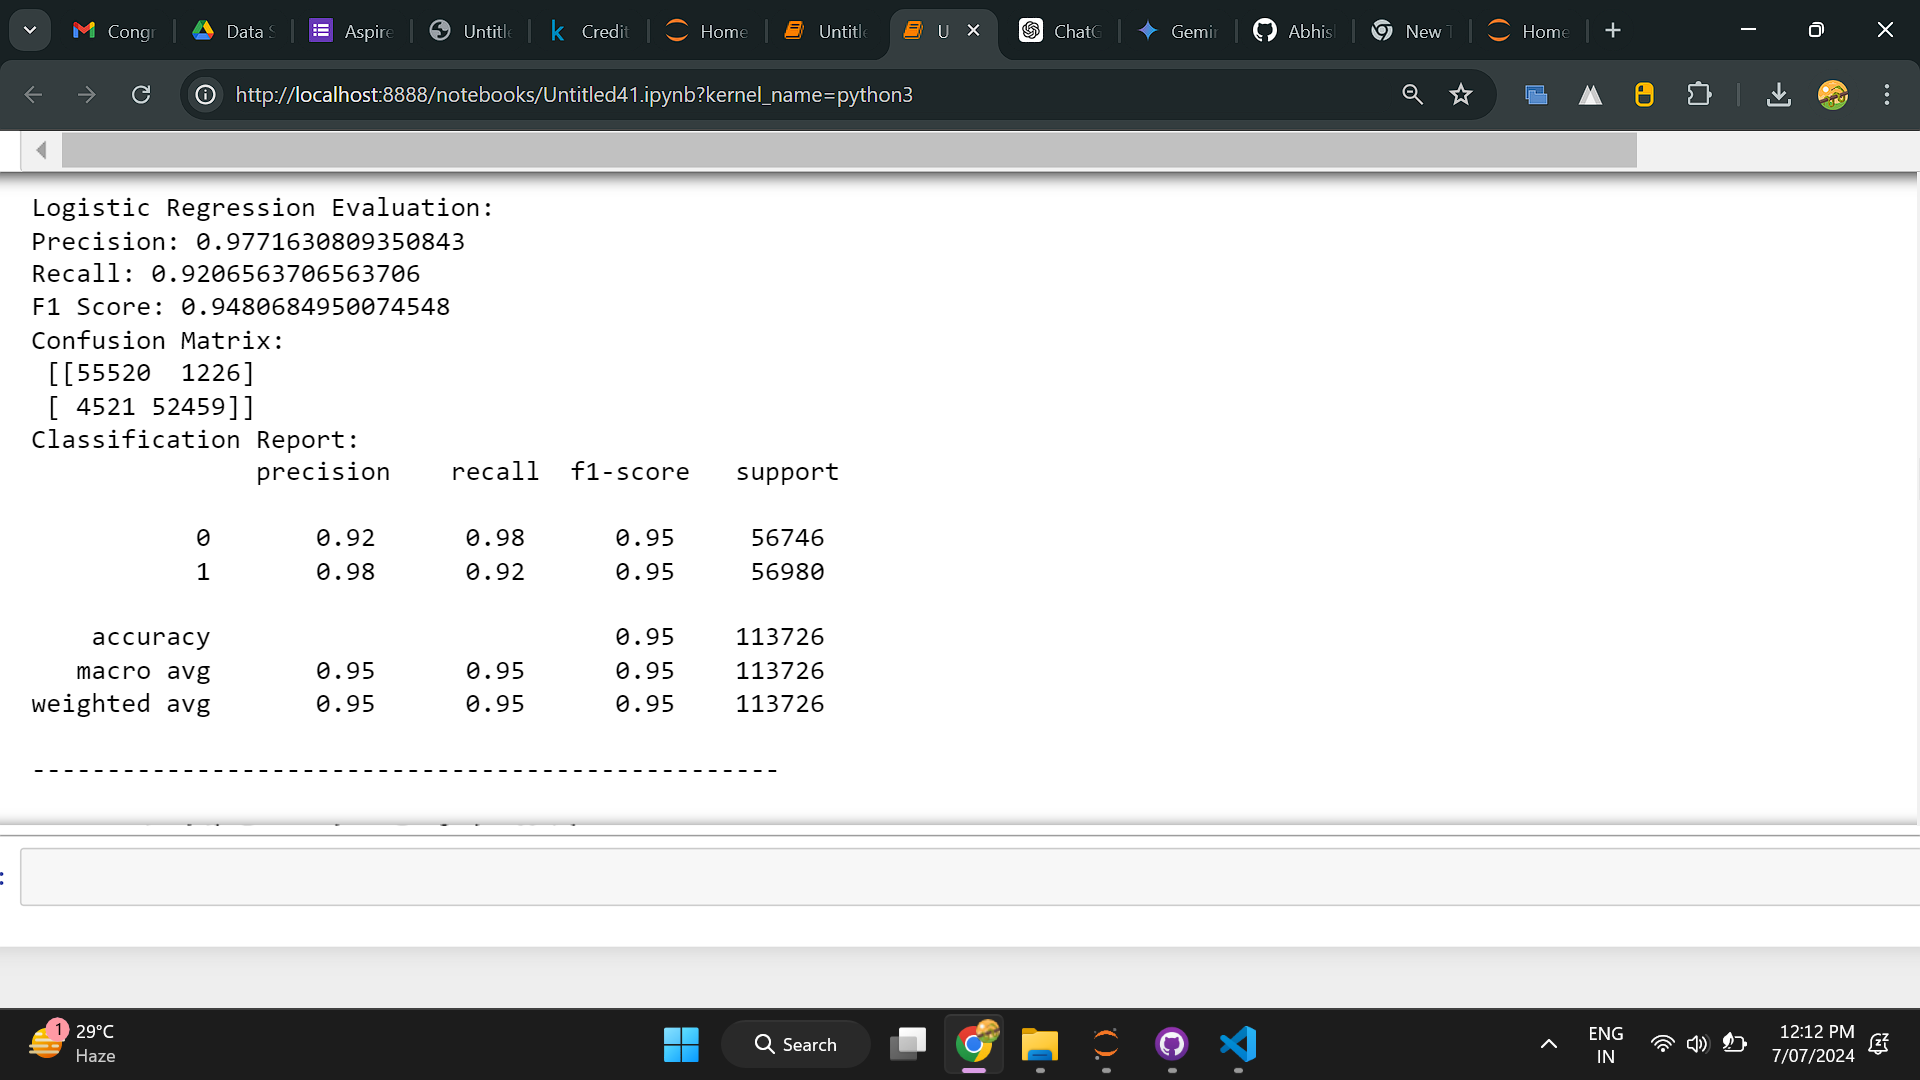 Congr
Data S
Aspire
Untitle
Credit
Home
Untitle
U
ChatG
Gemin
Abhis
New T
Home
http://localhost:8888/notebooks/Untitled41.ipynb?kernel_name=python3
Logistic Regression Evaluation:
Precision: 0.9771630809350843
Recall: 0.9206563706563706
F1 Score: 0.9480684950074548
Confusion Matrix:
[[55520  1226]
[ 4521 52459]]
Classification Report:
precision    recall  f1-score   support
0       0.92      0.98      0.95     56746
1       0.98      0.92      0.95     56980
accuracy                           0.95    113726
macro avg       0.95      0.95      0.95    113726
weighted avg       0.95      0.95      0.95    113726
--------------------------------------------------
:
1
29°C
Haze
Search
ENG
IN
12:12 PM
7/07/2024